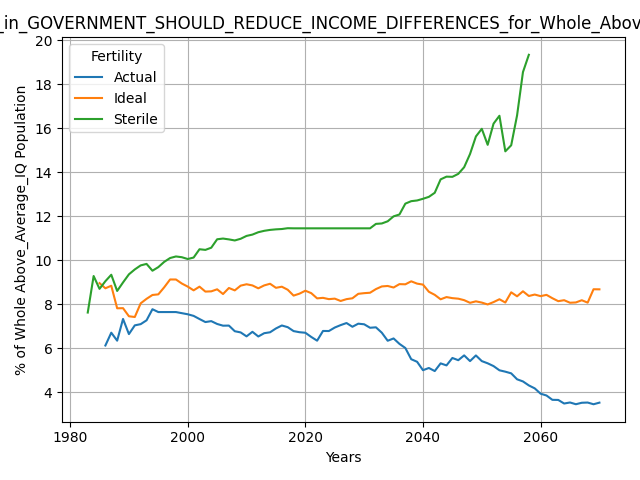 _in_GOVERNMENT_SHOULD_REDUCE_INCOME_DIFFERENCES_for_Whole_Abov
Fertility
Actual
Ideal
Sterile
% of Whole Above_Average_IQ Population
20
18
16
14
12
10
8
6
4
1980 2000 2020 2040 2060
Years